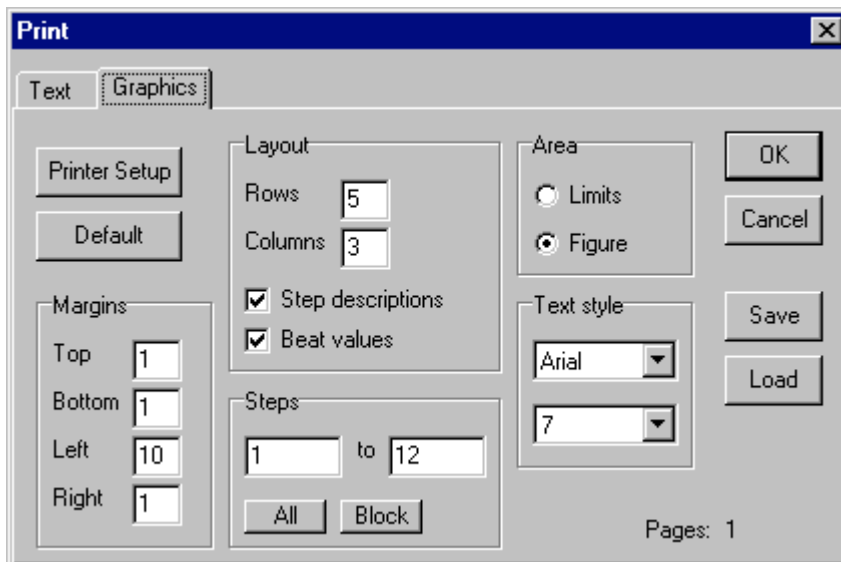 Print
Text
Graphics
Printer Setup
Default
Margins
Top 1
Bottom 1
Left 10
Right 1
Layout
Rows 5
Columns 3
Step descriptions
Beat values
Steps
1 to 12
All Block
Area
Limits
Figure
Text style
Arial
7
OK
Cancel
Save
Load
Pages: 1